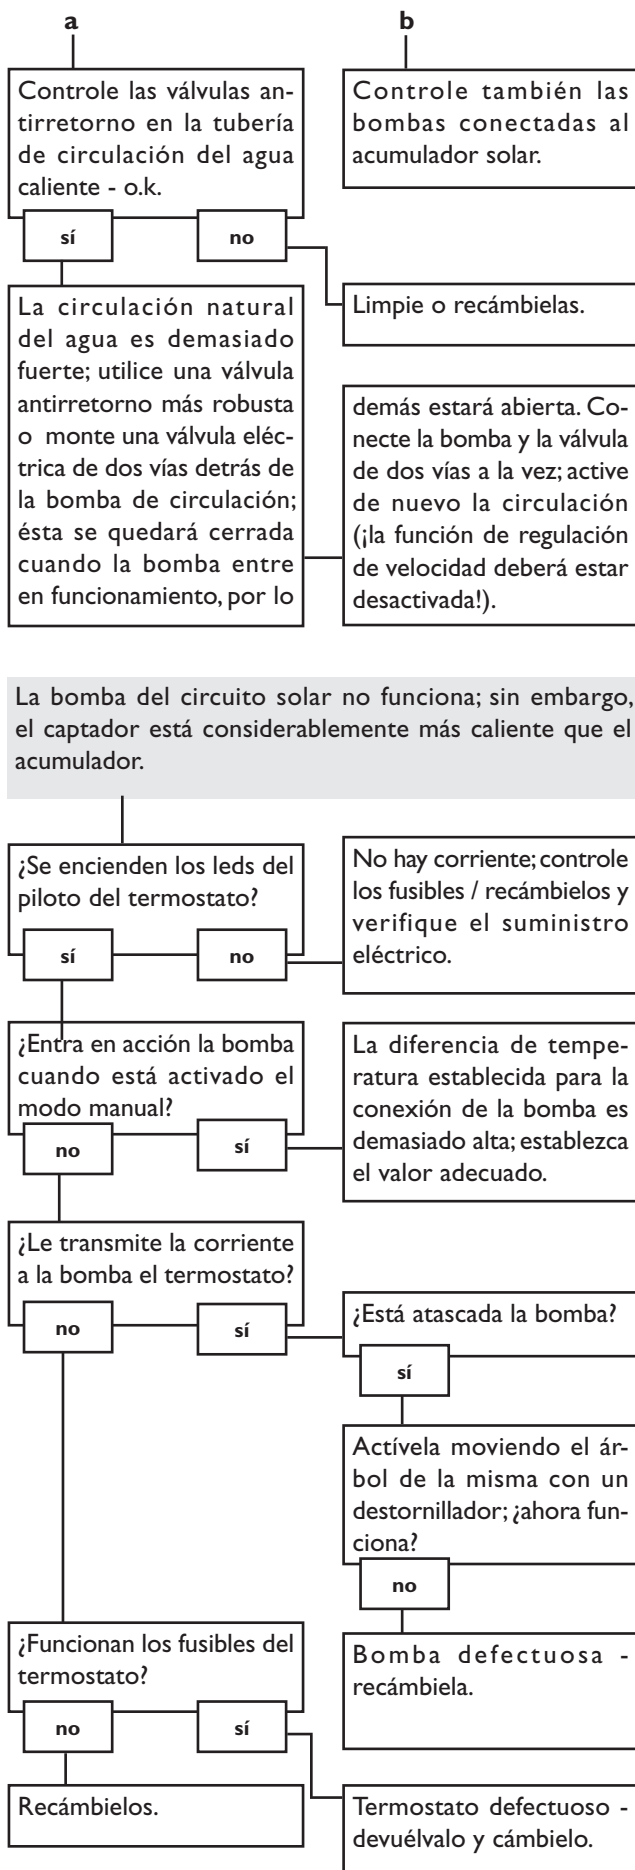 a
Controle las válvulas an-
tirretorno en la tubería
de circulación del agua
caliente - o.k.
sí
no
b
Controle también las
bombas conectadas al
acumulador solar.
Limpie o recámbielas.
La circulación natural
del agua es demasiado
fuerte; utilice una válvula
antirretorno más robusta
o monte una válvula eléc-
trica de dos vías detrás de
la bomba de circulación;
ésta se quedará cerrada
cuando la bomba entre
en funcionamiento, por lo
demás estará abierta. Co-
necte la bomba y la válvula
de dos vías a la vez; active
de nuevo la circulación
(¡la función de regulación
de velocidad deberá estar
desactivada!).
La bomba del circuito solar no funciona; sin embargo,
el captador está considerablemente más caliente que el
acumulador.
¿Se encienden los leds del
piloto del termostato?
sí
no
No hay corriente; controle
los fusibles / recámbielos y
verifique el suministro
eléctrico.
¿Entra en acción la bomba
cuando está activado el
modo manual?
no
sí
La diferencia de tempe-
ratura establecida para la
conexión de la bomba es
demasiado alta; establezca
el valor adecuado.
¿Le transmite la corriente
a la bomba el termostato?
no
sí
¿Está atascada la bomba?
sí
Actívela moviendo el ár-
bol de la misma con un
destornillador; ¿ahora fun-
ciona?
no
Bomba defectuosa -
recámbiela.
¿Funcionan los fusibles del
termostato?
no
sí
Recámbielos.
Termostato defectuoso -
devuélvalo y cámbielo.